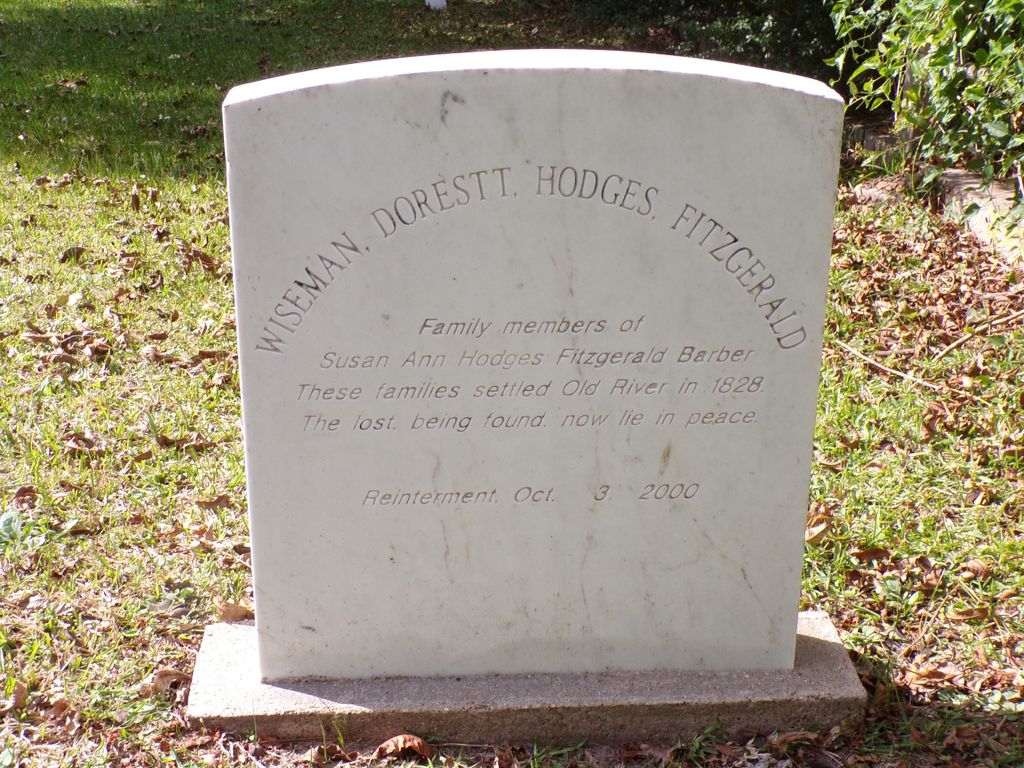 WISEMAN, DORESTT, HODGES, FITZGERALD
Family members of
Susan Ann Hodges Fitzgerald Barber
These families settled Old River in 1828.
The lost, being found, now lie in peace.
Reinterment, Oct. 3, 2000